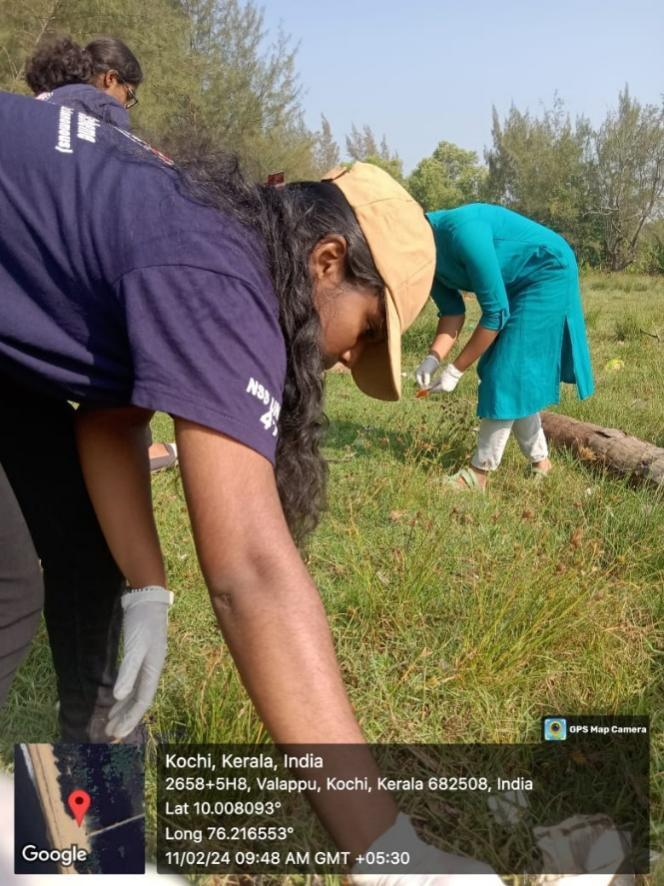 NSS
GPS Map Camera
Kochi, Kerala, India
2658+5H8, Valappu, Kochi, Kerala 682508, India
Lat 10.008093°
Long 76.216553°
11/02/24 09:48 AM GMT +05:30
Google